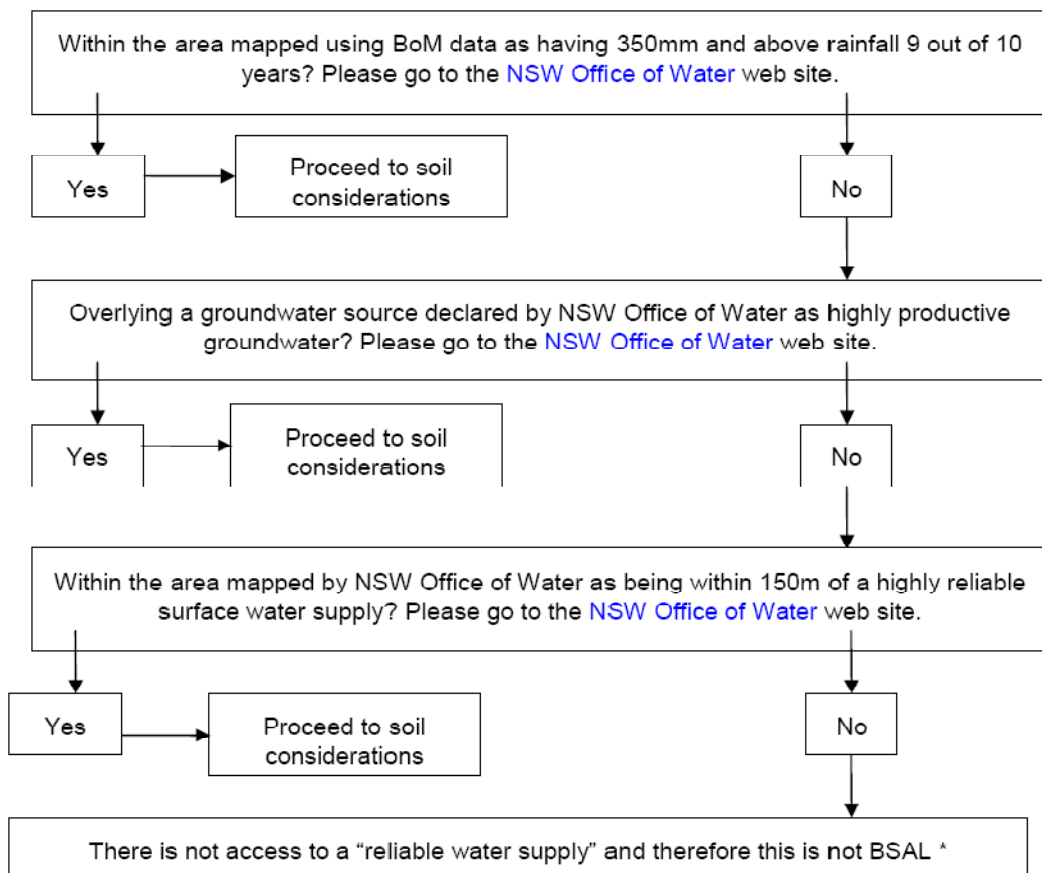 Within the area mapped using BoM data as having 350mm and above rainfall 9 out of 10
years? Please go to the NSW Office of Water web site.
Yes
Proceed to soil
considerations
No
Overlying a groundwater source declared by NSW Office of Water as highly productive
groundwater? Please go to the NSW Office of Water web site.
Yes
Proceed to soil
considerations
No
Within the area mapped by NSW Office of Water as being within 150m of a highly reliable
surface water supply? Please go to the NSW Office of Water web site.
Yes
Proceed to soil
considerations
No
There is not access to a “reliable water supply” and therefore this is not BSAL *